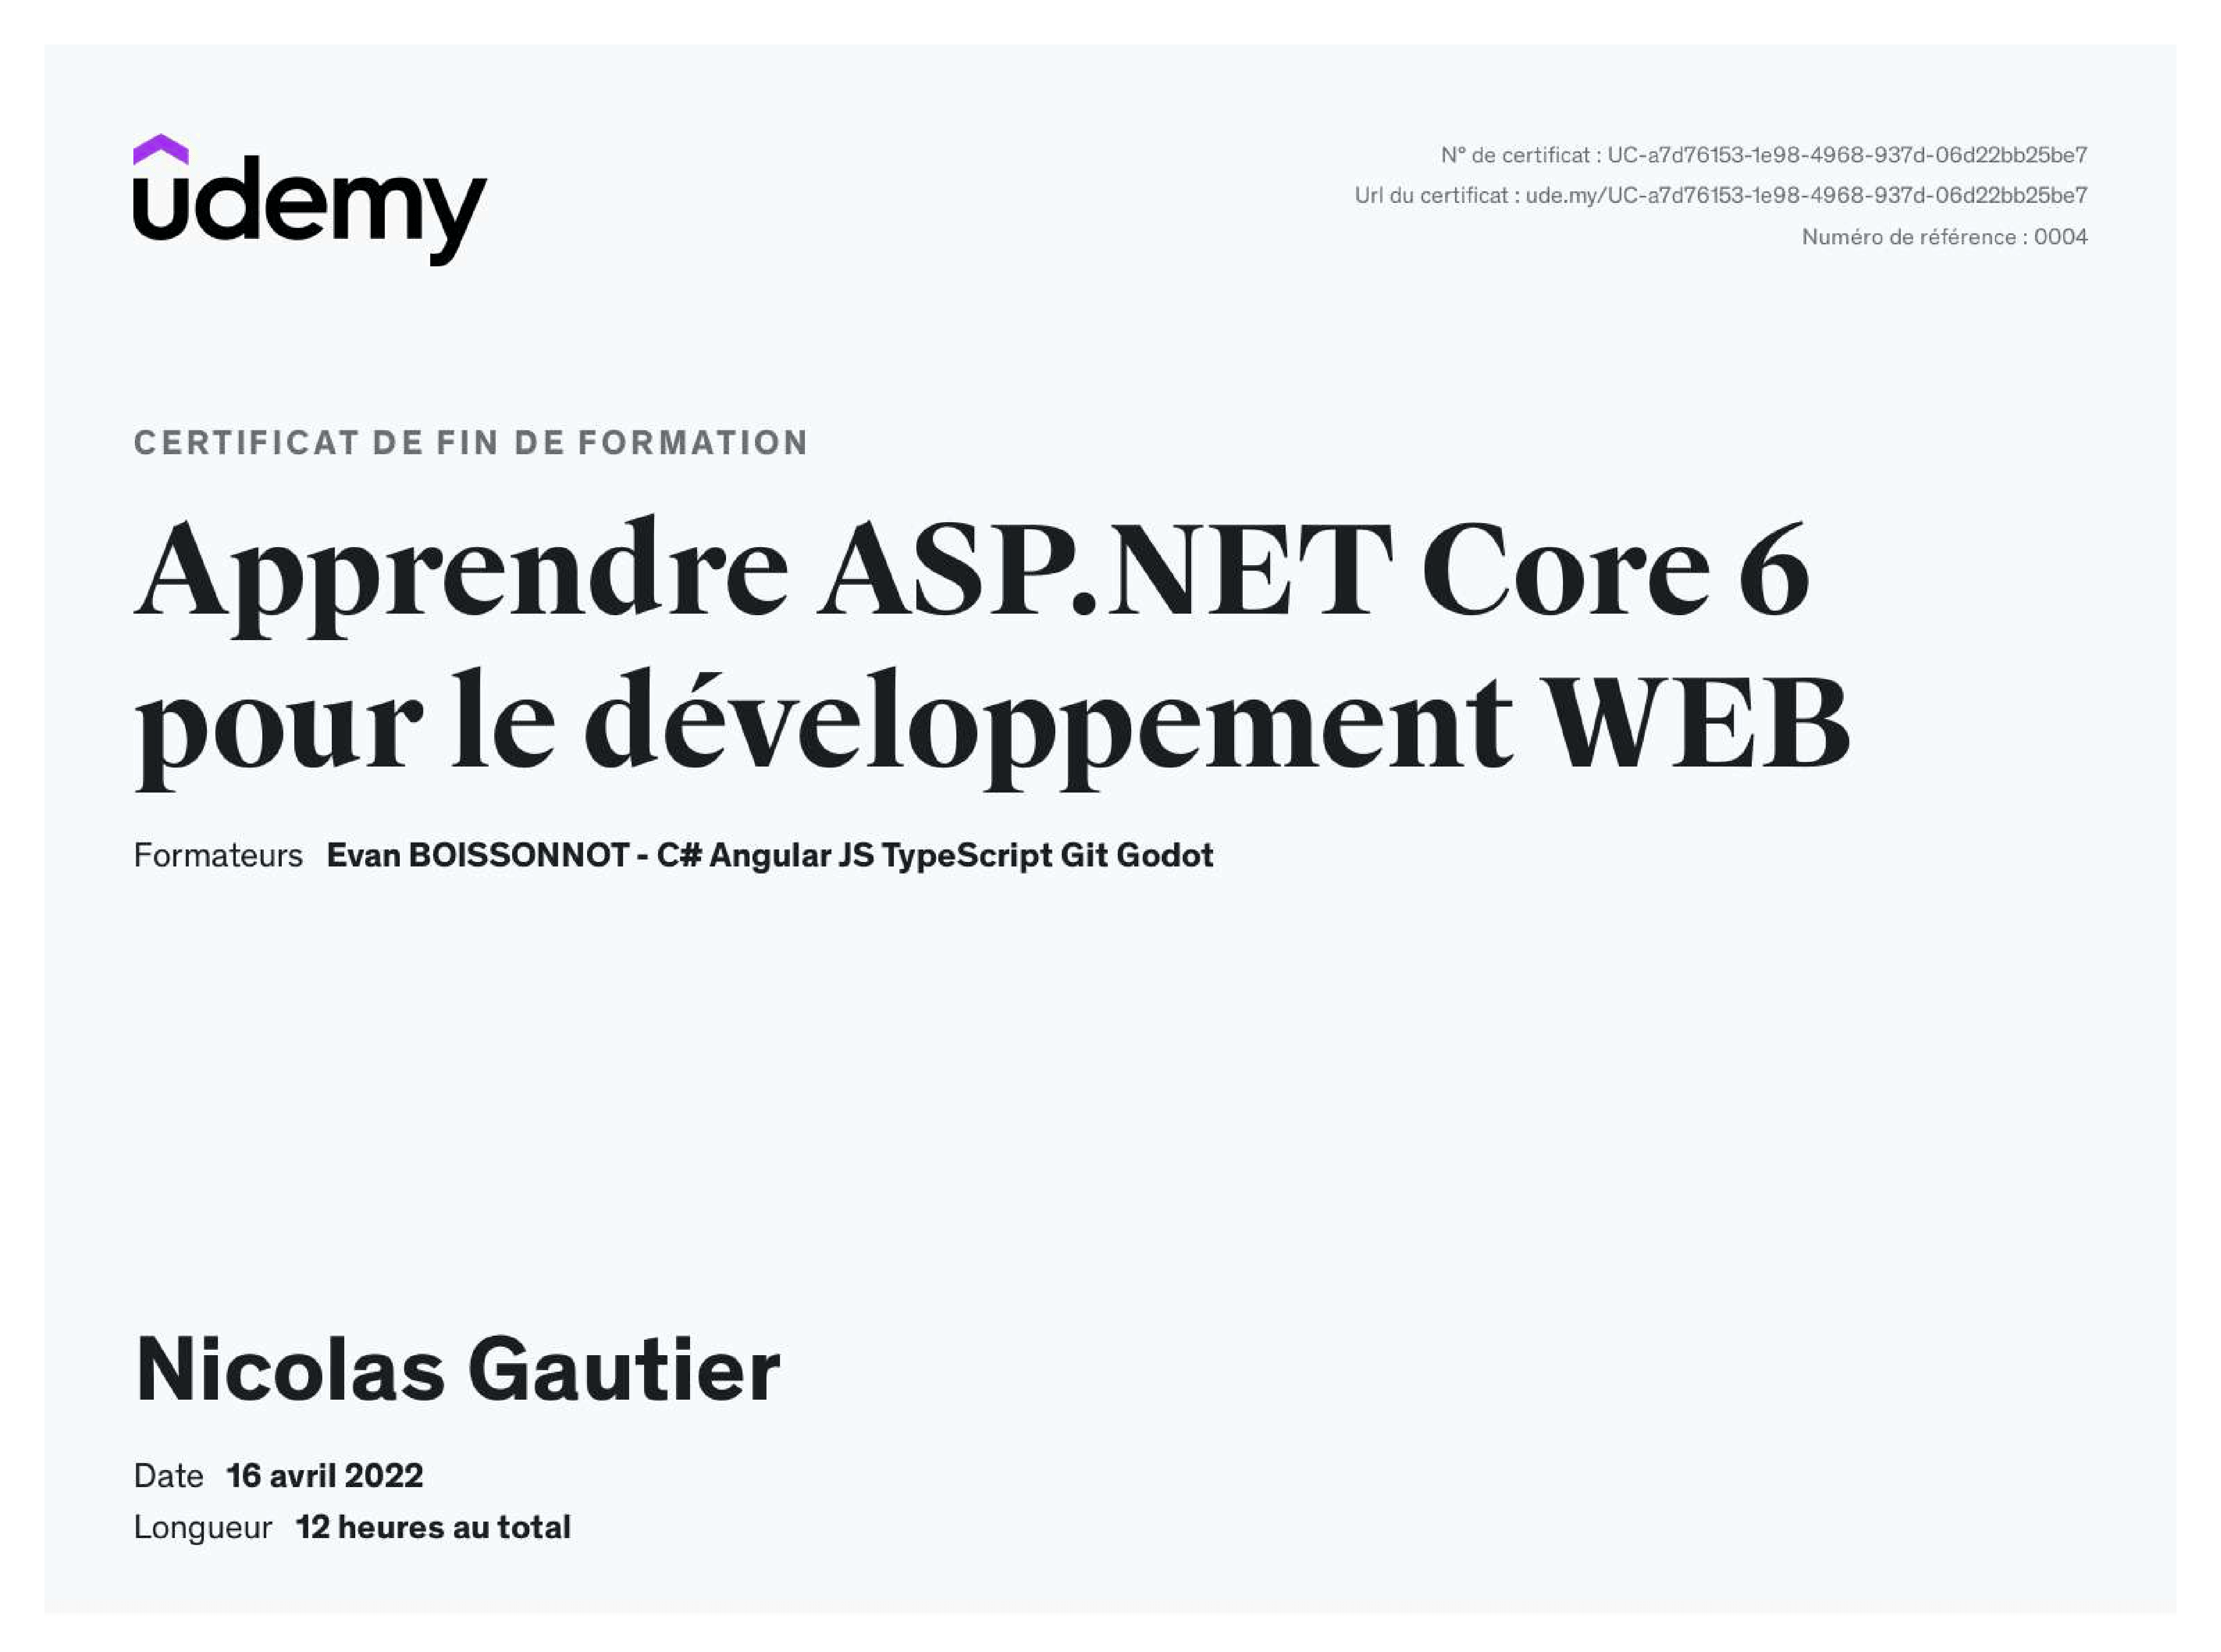 udemy
N° de certificat : UC-a7d76153-1e98-4968-937d-06d22bb25be7
Url du certificat : ude.my/UC-a7d76153-1e98-4968-937d-06d22bb25be7
Numéro de référence : 0004
CERTIFICAT DE FIN DE FORMATION
Apprendre ASP.NET Core 6
pour le développement WEB
Formateurs Evan BOISSONNOT - C# Angular JS TypeScript Git Godot
Nicolas Gautier
Date 16 avril 2022
Longueur 12 heures au total